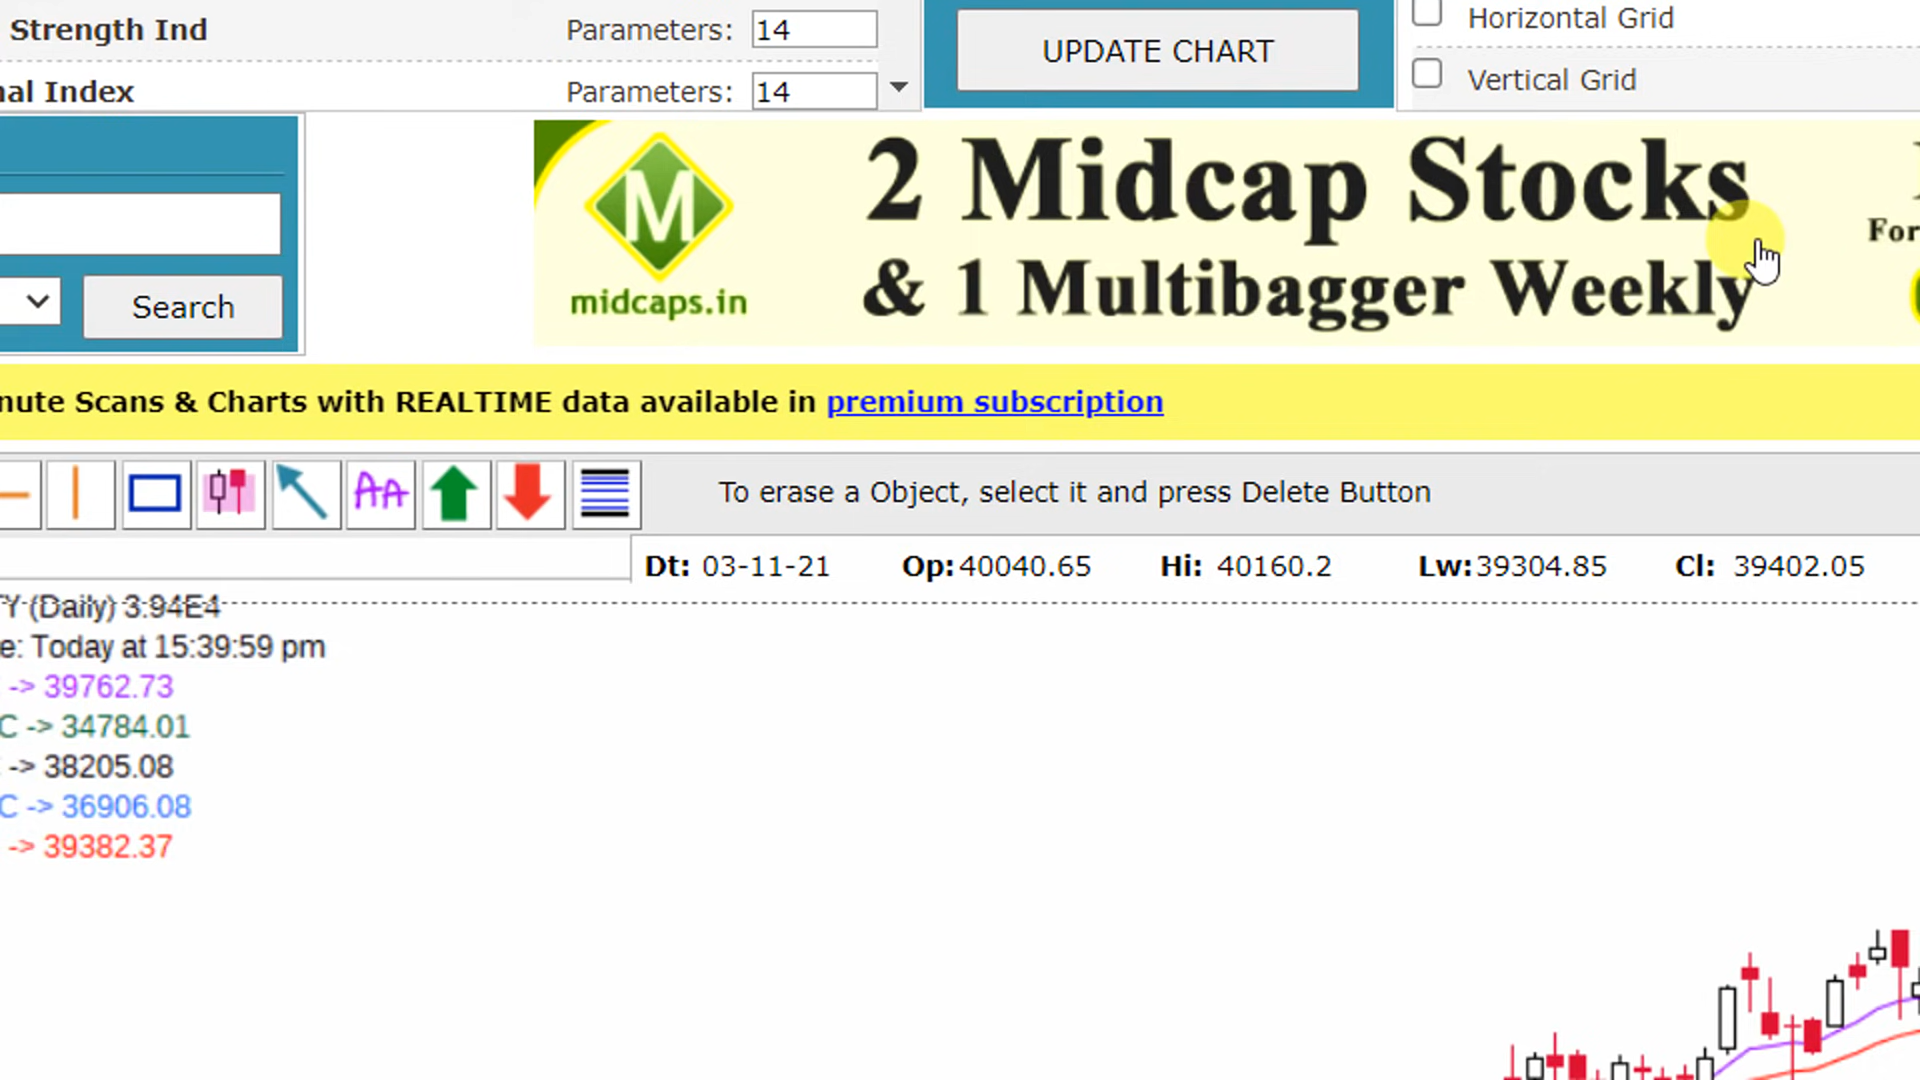 Strength Ind Parameters: 14 UPDATE CHART Horizontal Grid
nal Index Parameters: 14 Vertical Grid
M
midcaps.in
2 Midcap Stocks
& 1 Multibagger Weekly
For
Search
nute Scans & Charts with REALTIME data available in premium subscription
AA To erase a Object, select it and press Delete Button
Dt: 03-11-21 Op:40040.65 Hi: 40160.2 Lw:39304.85 Cl: 39402.05
TY (Daily) 3.94E4
e: Today at 15:39:59 pm
-> 39762.73
C -> 34784.01
-> 38205.08
C -> 36906.08
-> 39382.37